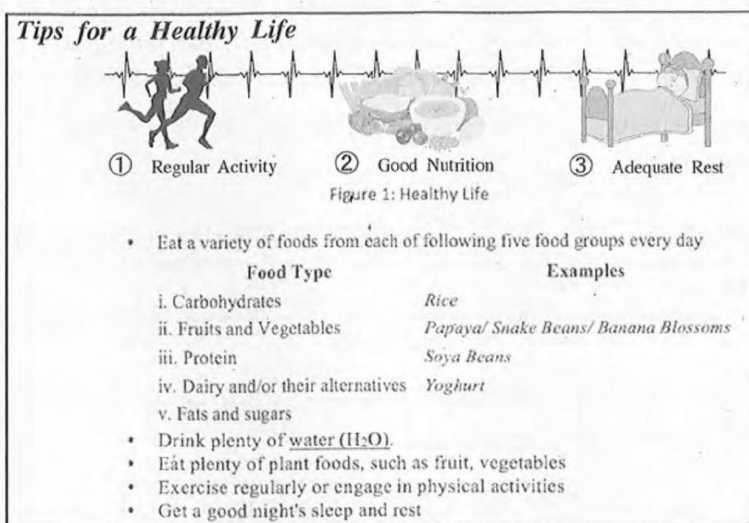 Tips for a Healthy Life
① Regular Activity ② Good Nutrition ③ Adequate Rest
Figure 1: Healthy Life
• Eat a variety of foods from each of following five food groups every day
Food Type Examples
i. Carbohydrates Rice
ii. Fruits and Vegetables Papaya/ Snake Beans/ Banana Blossoms
iii. Protein Soya Beans
iv. Dairy and/or their alternatives Yoghurt
v. Fats and sugars
• Drink plenty of water (H₂O).
• Eat plenty of plant foods, such as fruit, vegetables
• Exercise regularly or engage in physical activities
• Get a good night's sleep and rest